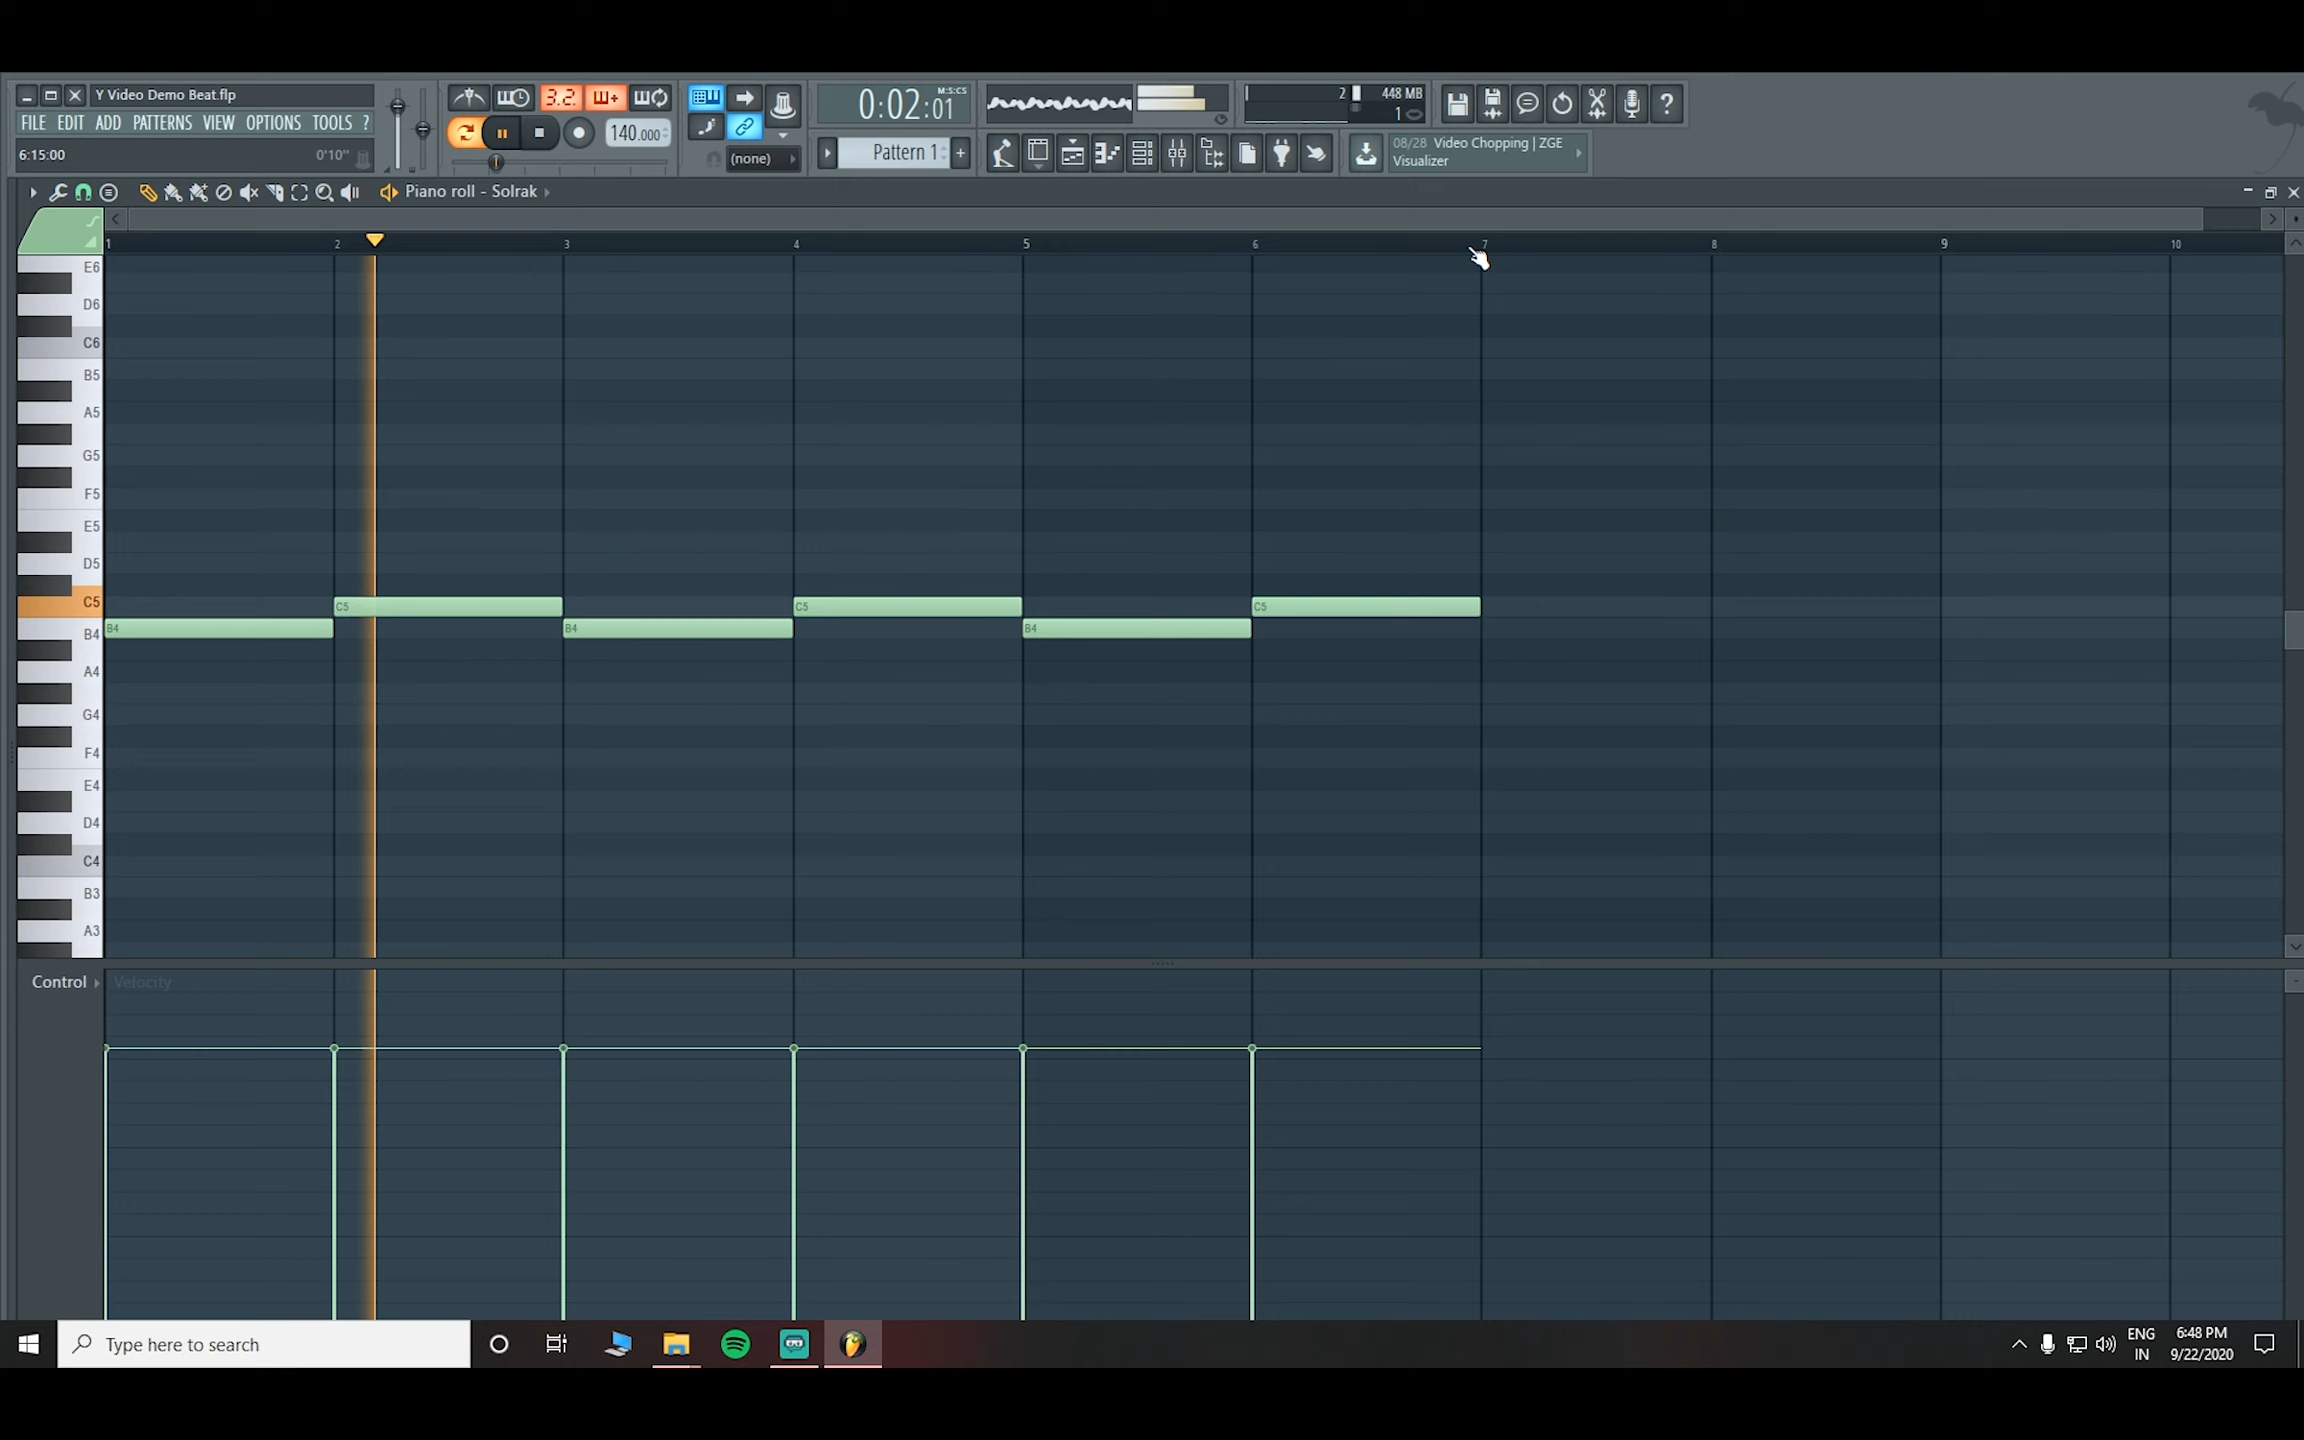 Y Video Demo Beat.flp
FILE EDIT ADD PATTERNS VIEW OPTIONS TOOLS ?
6:15:00 0'10"
3.2.
140.000
(none)
M:S:CS
0:02:01
Pattern 1 +
2 448 MB
1
?
08/28 Video Chopping | ZGE
Visualizer
Piano roll - Solrak
1 2 3 4 5 6 7 8 9 10
E6
D6
C6
B5
A5
G5
F5
E5
D5
C5 C5 C5 C5
B4 B4 B4 B4
A4
G4
F4
E4
D4
C4
B3
A3
Control Velocity
Type here to search
ENG 6:48 PM
IN 9/22/2020